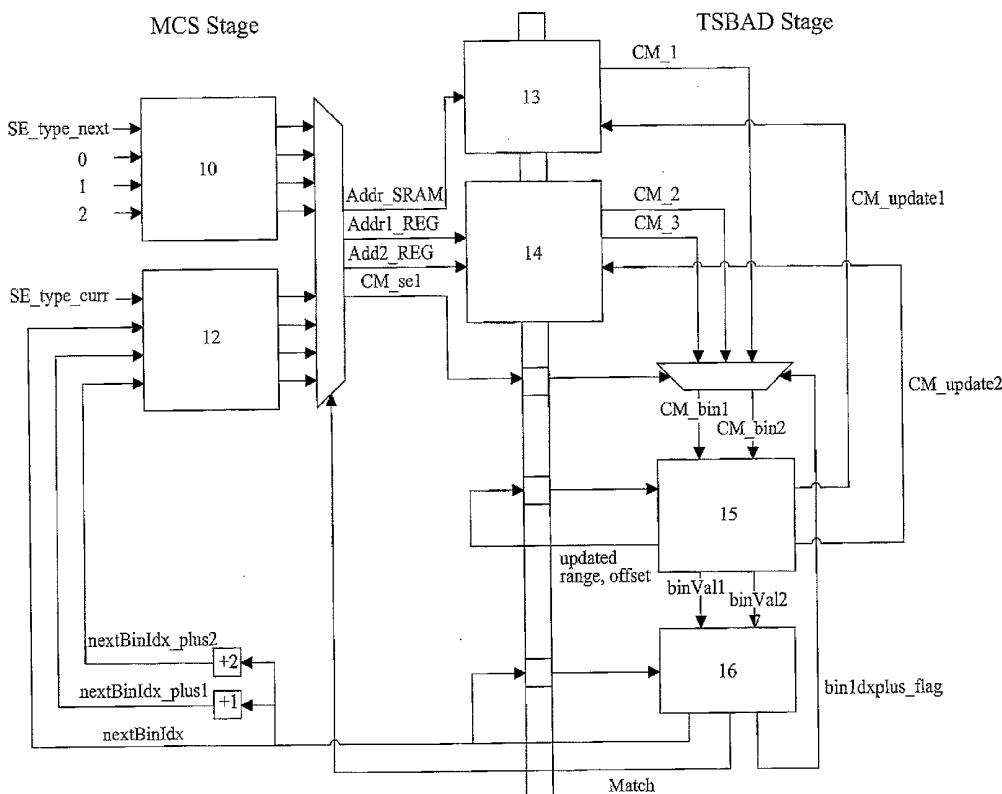 MCS Stage
TSBAD Stage
SE_type_next
0
1
2
10
13
CM_1
Addr_SRAM
Addr1_REG
Add2_REG
CM_se1
14
CM_2
CM_3
CM_update1
SE_type_curr
12
CM_update2
CM_bin1
CM_bin2
15
updated
range, offset
binVal1
binVal2
nextBinIdx_plus2
+2
nextBinIdx_plus1
+1
nextBinIdx
16
bin1dxplus_flag
Match